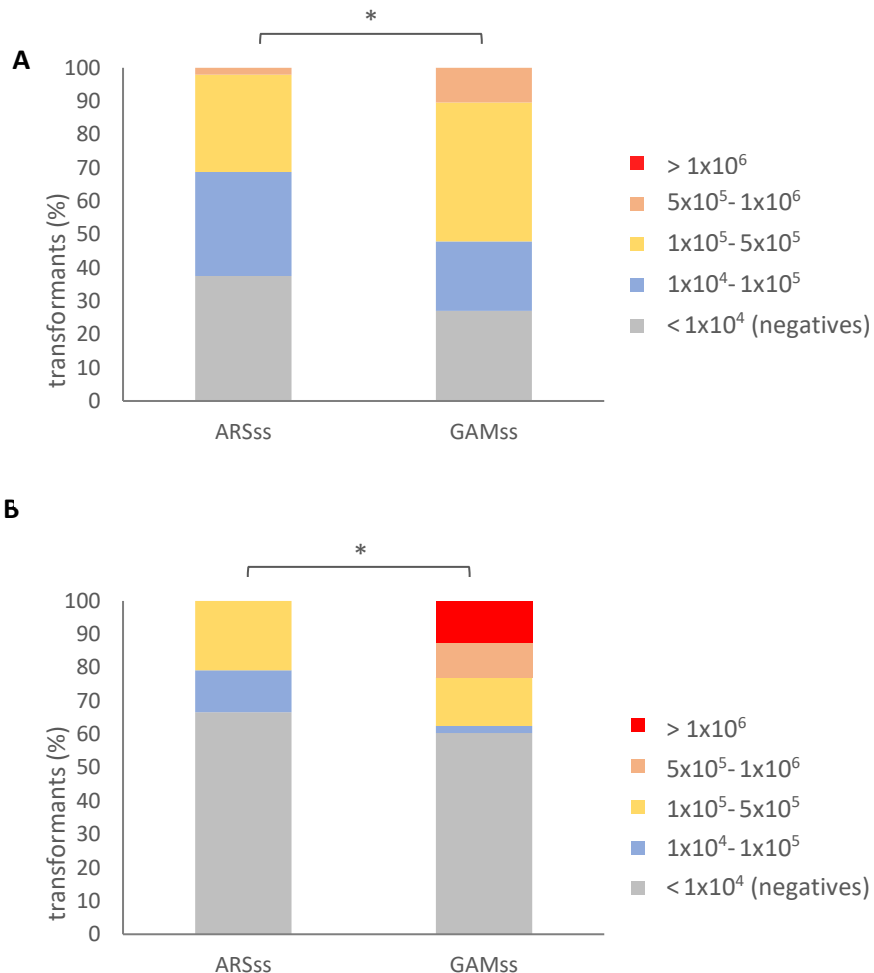 *
A
100
90
80
70
60
50
40
30
20
10
0
transformants (%)
ARSss
GAMss
> 1x10⁶
5x10⁵- 1x10⁶
1x10⁵- 5x10⁵
1x10⁴- 1x10⁵
< 1x10⁴ (negatives)
B
*
100
90
80
70
60
50
40
30
20
10
0
transformants (%)
ARSss
GAMss
> 1x10⁶
5x10⁵- 1x10⁶
1x10⁵- 5x10⁵
1x10⁴- 1x10⁵
< 1x10⁴ (negatives)